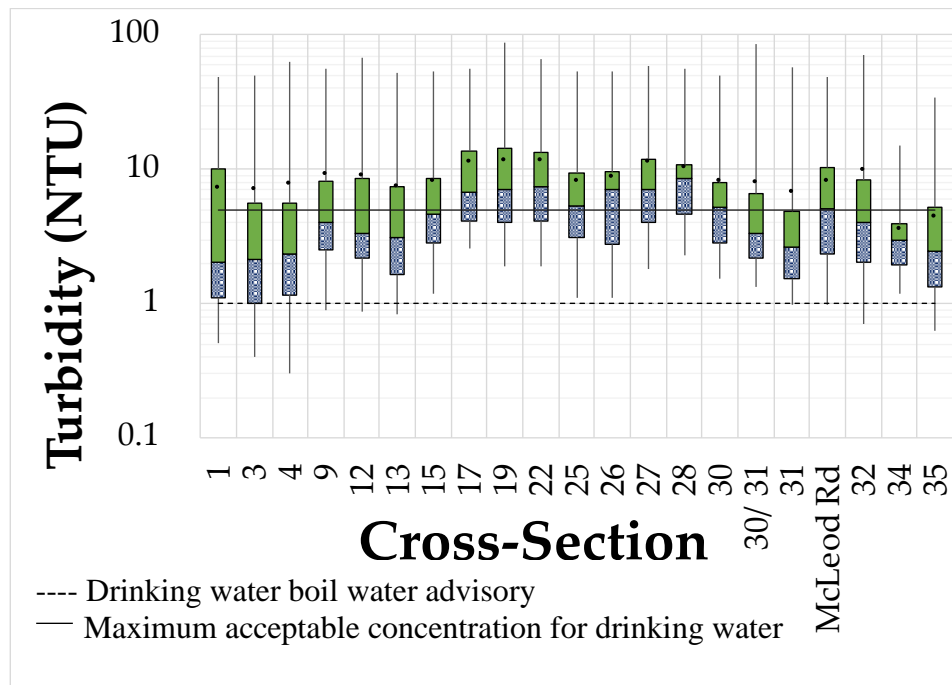 100
10
1
0.1
Turbidity (NTU)
1 3 4 9 12 13 15 17 19 22 25 26 27 28 30 30/ 31 31 McLeod Rd 32 34 35
Cross-Section
---- Drinking water boil water advisory
— Maximum acceptable concentration for drinking water